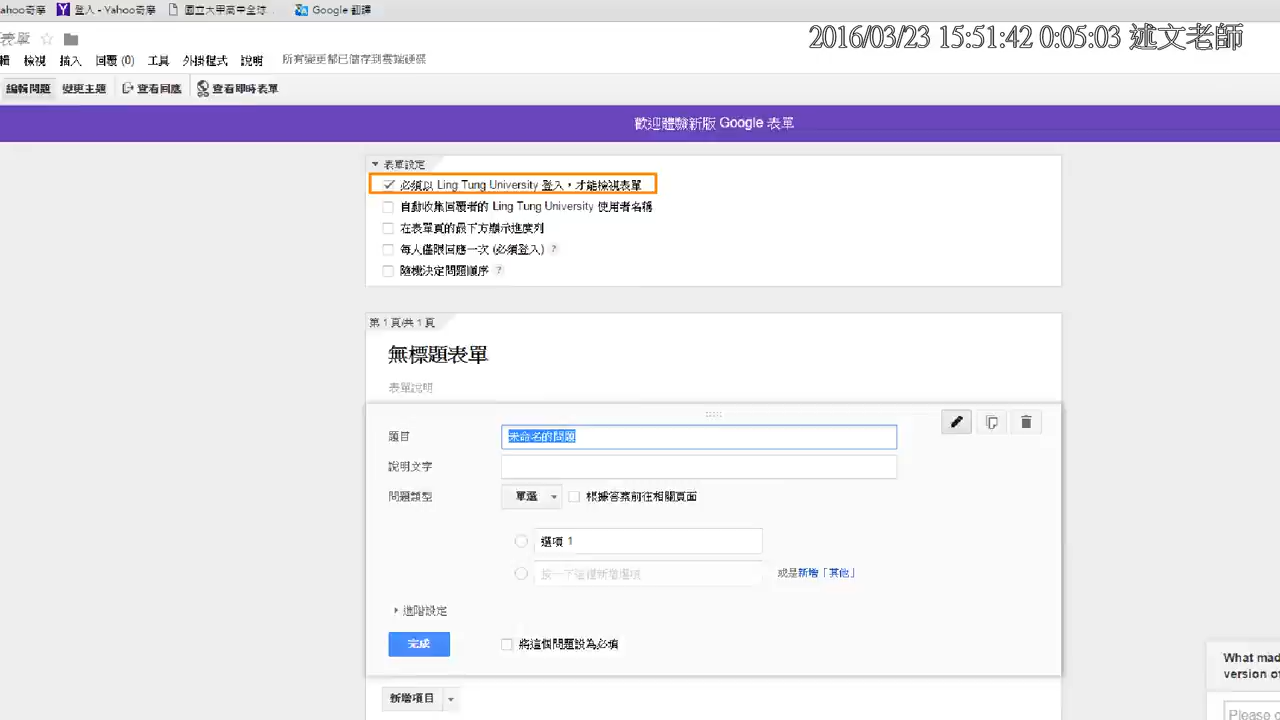 ahoo奇摩 登入 - Yahoo奇摩 國立大甲高中全球 Google 翻譯
2016/03/23 15:51:42 0:05:03 述文老師
表單
輯 檢視 插入 回覆 (0) 工具 外掛程式 說明 所有變更都已儲存到雲端硬碟
編輯問題 變更主題 查看回應 查看即時表單
歡迎體驗新版 Google 表單
表單設定
必須以 Ling Tung University 登入，才能檢視表單
自動收集回覆者的 Ling Tung University 使用者名稱
在表單頁的最下方顯示進度列
每人僅限回應一次 (必須登入) ?
隨機決定問題順序 ?
第 1 頁/共 1 頁
無標題表單
表單說明
題目 未命名的問題
說明文字
問題類型 單選 根據答案前往相關頁面
選項 1
按一下這裡新增選項 或是新增「其他」
進階設定
完成 將這個問題設為必填
What mad
version of
新增項目
Please c